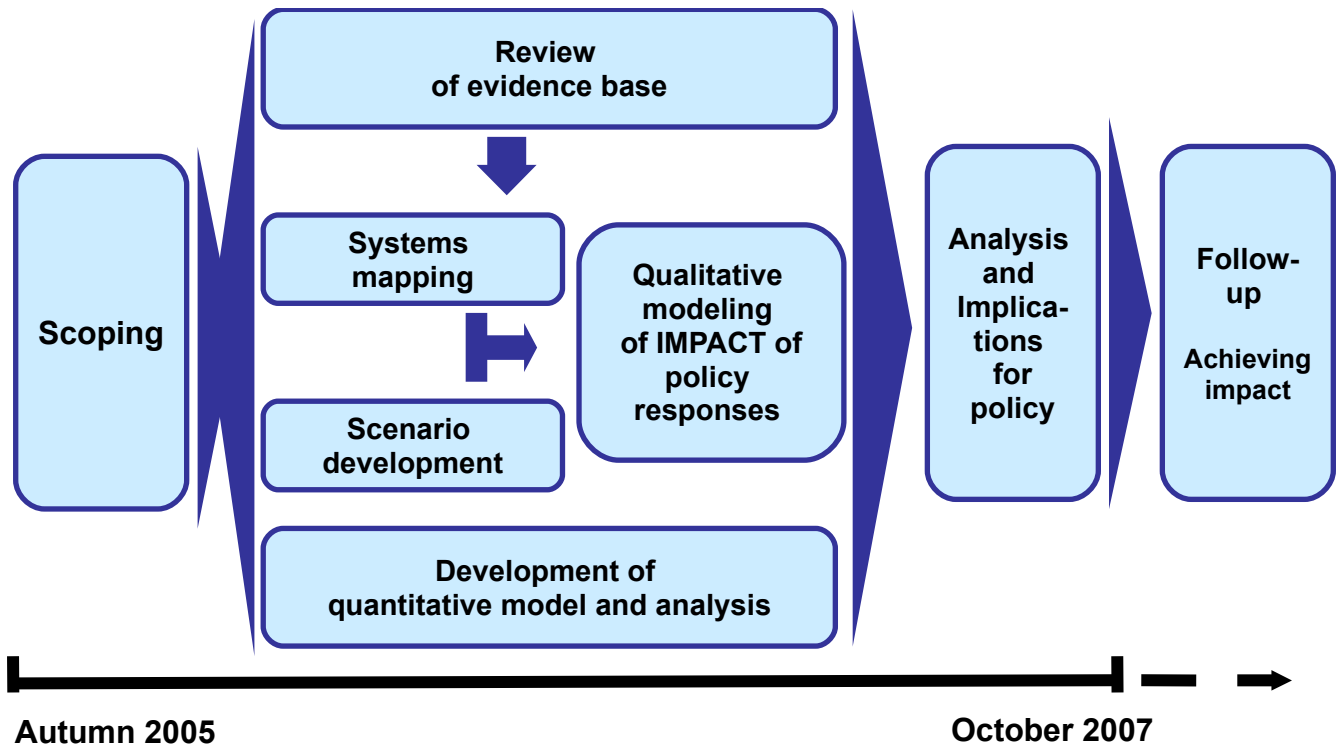 Scoping
Review
of evidence base
Systems
mapping
Scenario
development
Qualitative
modeling
of IMPACT of
policy
responses
Development of
quantitative model and analysis
Analysis
and
Implica-
tions
for
policy
Follow-
up
Achieving
impact
Autumn 2005
October 2007